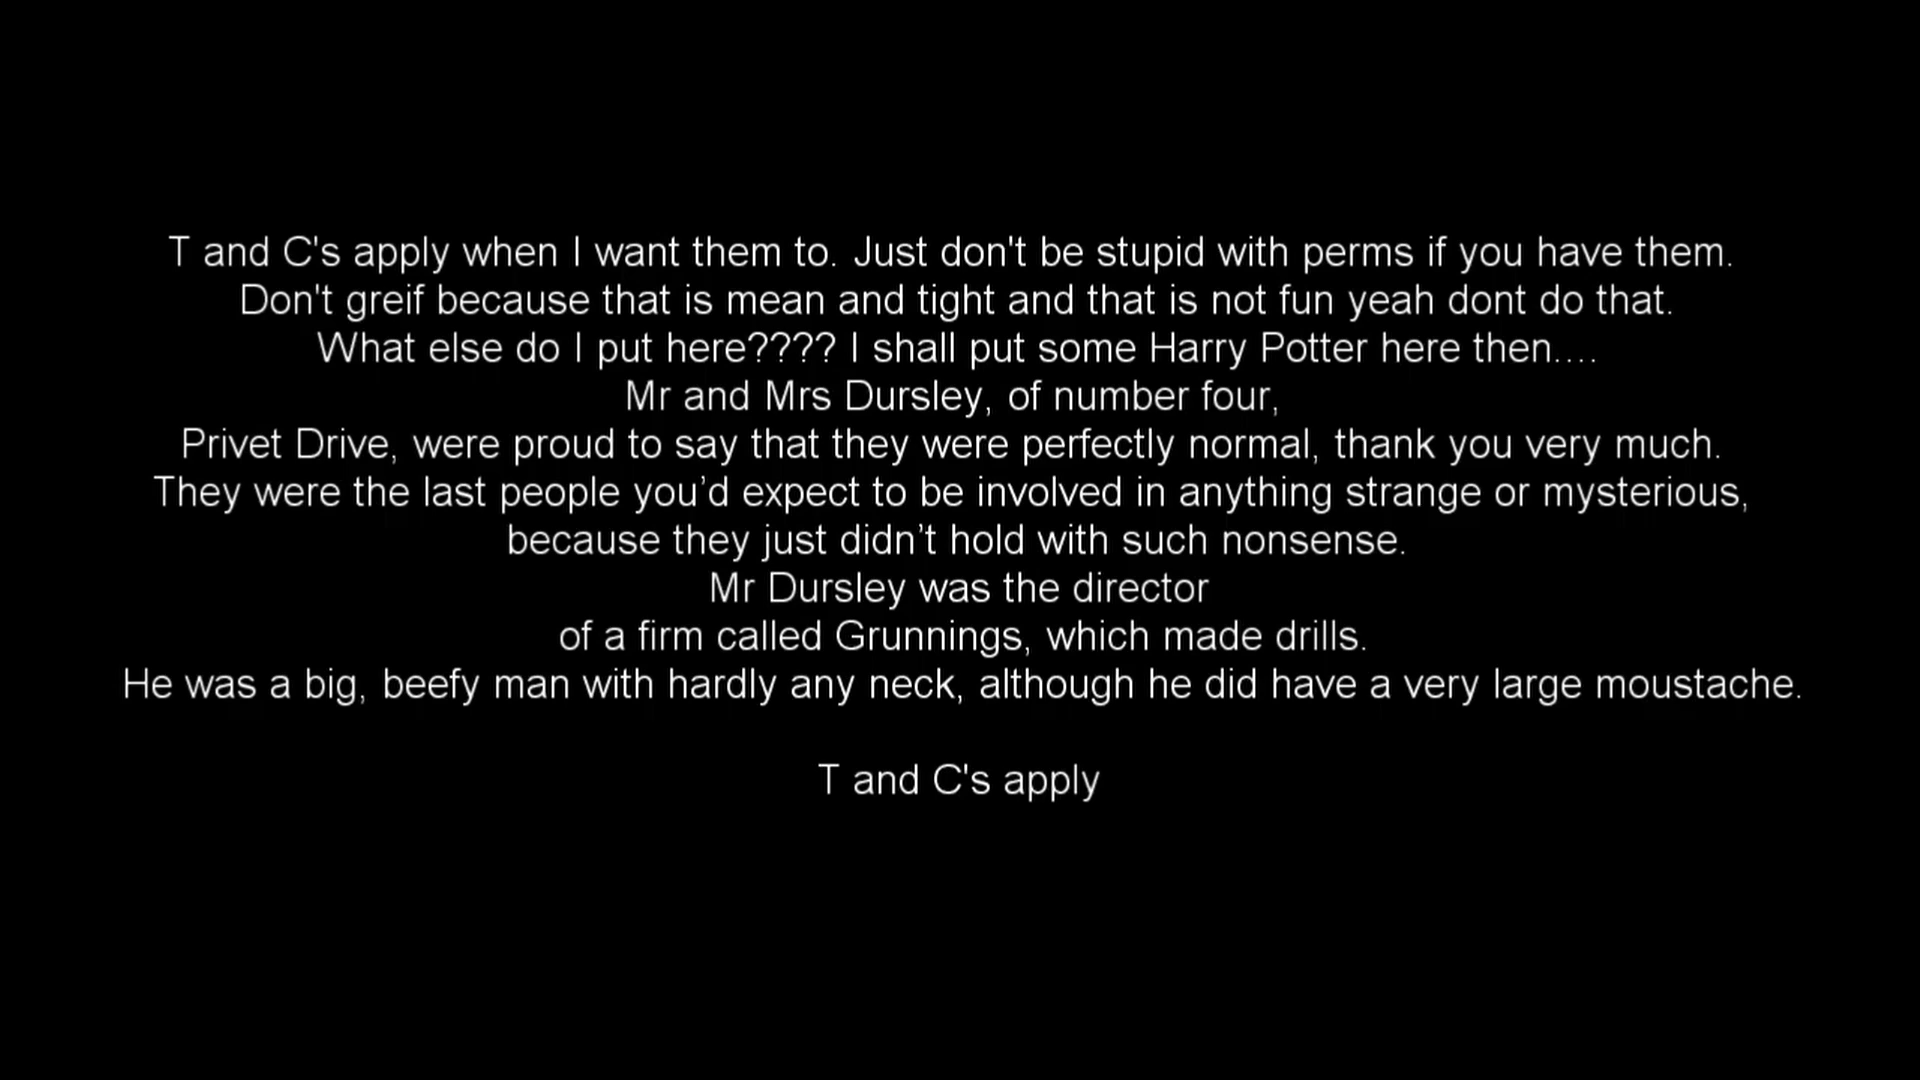 T and C's apply when I want them to. Just don't be stupid with perms if you have them.
Don't greif because that is mean and tight and that is not fun yeah dont do that.
What else do I put here???? I shall put some Harry Potter here then....
Mr and Mrs Dursley, of number four,
Privet Drive, were proud to say that they were perfectly normal, thank you very much.
They were the last people you’d expect to be involved in anything strange or mysterious,
because they just didn’t hold with such nonsense.
Mr Dursley was the director
of a firm called Grunnings, which made drills.
He was a big, beefy man with hardly any neck, although he did have a very large moustache.
T and C's apply